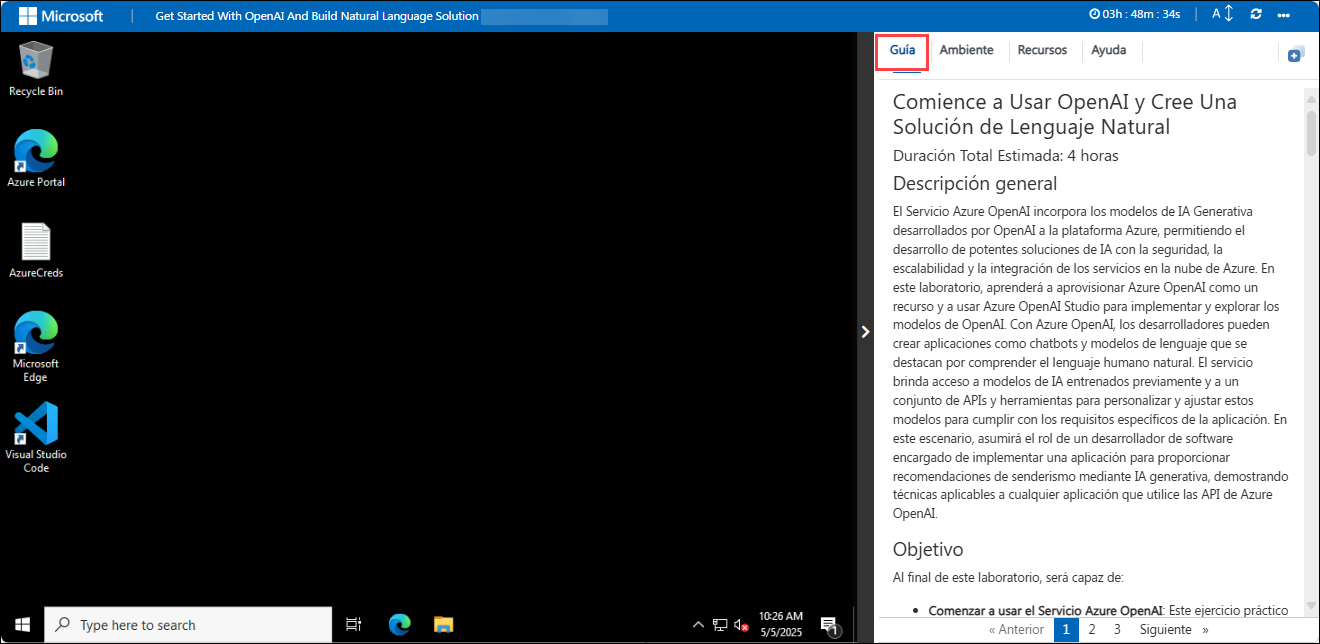 Microsoft
Get Started With OpenAI And Build Natural Language Solution
03h : 48m : 34s
A
Recycle Bin
Azure Portal
AzureCreds
Microsoft
Edge
Visual Studio
Code
Guía
Ambiente
Recursos
Ayuda
Comience a Usar OpenAI y Cree Una
Solución de Lenguaje Natural
Duración Total Estimada: 4 horas
Descripción general
El Servicio Azure OpenAI incorpora los modelos de IA Generativa
desarrollados por OpenAI a la plataforma Azure, permitiendo el
desarrollo de potentes soluciones de IA con la seguridad, la
escalabilidad y la integración de los servicios en la nube de Azure. En
este laboratorio, aprenderá a aprovisionar Azure OpenAI como un
recurso y a usar Azure OpenAI Studio para implementar y explorar los
modelos de OpenAI. Con Azure OpenAI, los desarrolladores pueden
crear aplicaciones como chatbots y modelos de lenguaje que se
destacan por comprender el lenguaje humano natural. El servicio
brinda acceso a modelos de IA entrenados previamente y a un
conjunto de APIs y herramientas para personalizar y ajustar estos
modelos para cumplir con los requisitos específicos de la aplicación. En
este escenario, asumirá el rol de un desarrollador de software
encargado de implementar una aplicación para proporcionar
recomendaciones de senderismo mediante IA generativa, demostrando
técnicas aplicables a cualquier aplicación que utilice las API de Azure
OpenAI.
Objetivo
Al final de este laboratorio, será capaz de:
• Comenzar a usar el Servicio Azure OpenAI: Este ejercicio práctico
« Anterior 1 2 3 Siguiente »
Type here to search
10:26 AM
5/5/2025
1